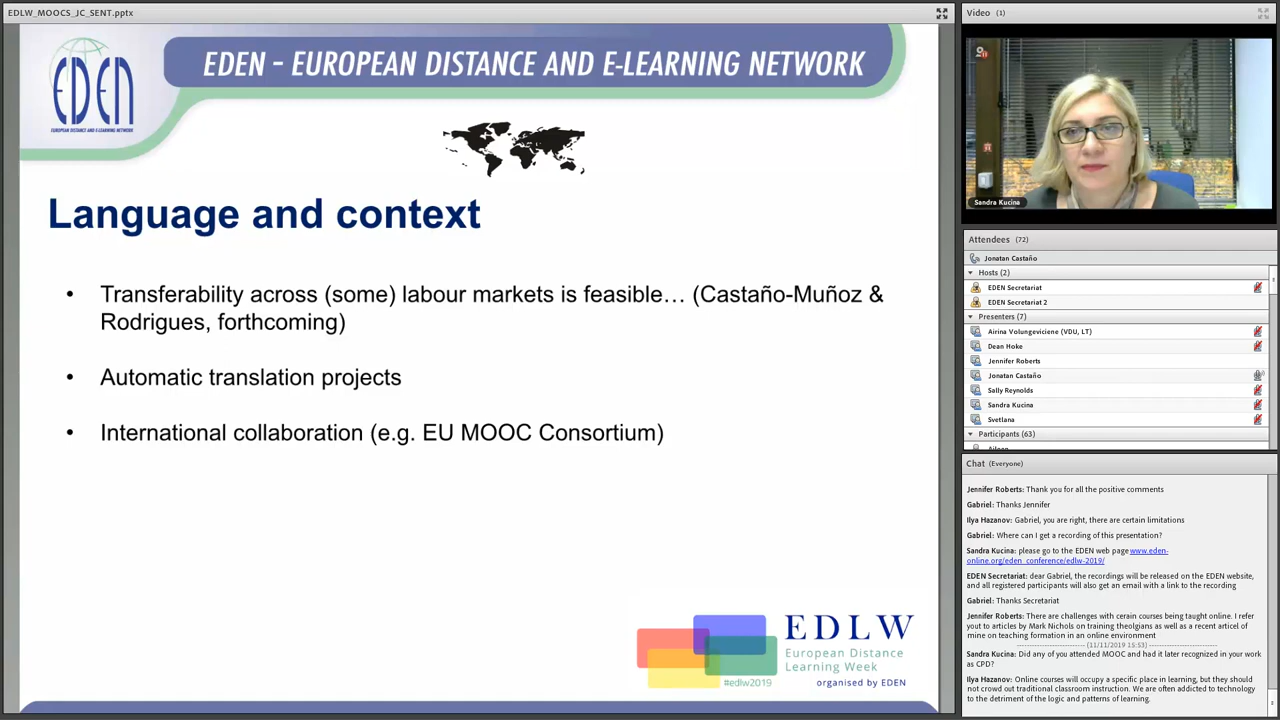 EDLW_MOOCS_JC_SENT.pptx
EDEN
EUROPEAN DISTANCE AND E-LEARNING NETWORK
EDEN - EUROPEAN DISTANCE AND E-LEARNING NETWORK
Language and context
• Transferability across (some) labour markets is feasible… (Castaño-Muñoz &
Rodrigues, forthcoming)
• Automatic translation projects
• International collaboration (e.g. EU MOOC Consortium)
EDLW
European Distance
Learning Week
#edlw2019
organised by EDEN
Video (1)
Sandra Kucina
Attendees (72)
Jonatan Castaño
Hosts (2)
EDEN Secretariat
EDEN Secretariat 2
Presenters (7)
Airina Volungeviciene (VDU, LT)
Dean Hoke
Jennifer Roberts
Jonatan Castaño
Sally Reynolds
Sandra Kucina
Svetlana
Participants (63)
Chat (Everyone)
Jennifer Roberts: Thank you for all the positive comments
Gabriel: Thanks Jennifer
Ilya Hazanov: Gabriel, you are right, there are certain limitations
Gabriel: Where can I get a recording of this presentation?
Sandra Kucina: please go to the EDEN web page www.eden-
online.org/eden_conference/edlw-2019/
EDEN Secretariat: dear Gabriel, the recordings will be released on the EDEN website,
and all registered participants will also get an email with a link to the recording
Gabriel: Thanks Secretariat
Jennifer Roberts: There are challenges with cerain courses being taught online. I refer
yout to articles by Mark Nichols on training theolgians as well as a recent articel of
mine on teaching formation in an online environment
(11/11/2019 15:53)
Sandra Kucina: Did any of you attended MOOC and had it later recognized in your work
as CPD?
Ilya Hazanov: Online courses will occupy a specific place in learning, but they should
not crowd out traditional classroom instruction. We are often addicted to technology
to the detriment of the logic and patterns of learning.